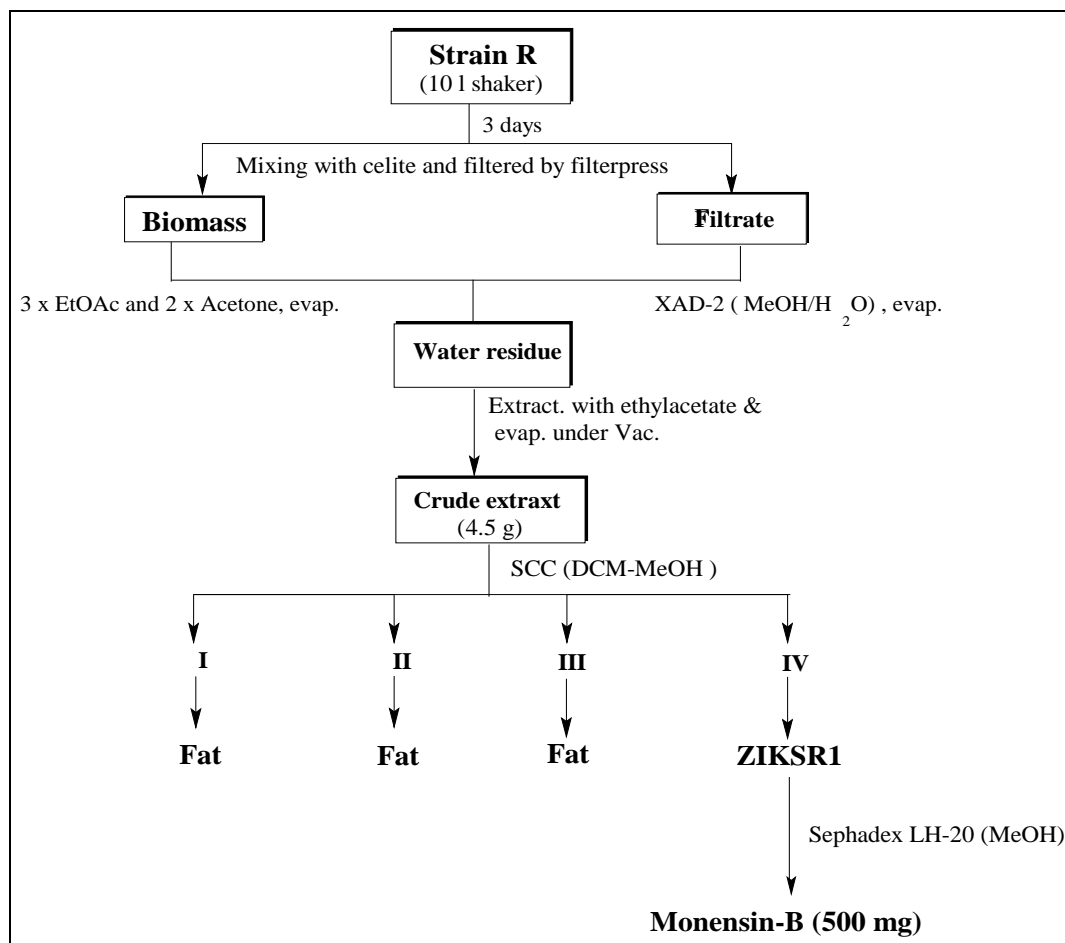 Strain R
(10 l shaker)
3 days
Mixing with celite and filtered by filterpress
Biomass
Filtrate
3 x EtOAc and 2 x Acetone, evap.
XAD-2 ( MeOH/H2O) , evap.
Water residue
Extract. with ethylacetate &
evap. under Vac.
Crude extraxt
(4.5 g)
SCC (DCM-MeOH )
I II III IV
Fat Fat Fat ZIKSR1
Sephadex LH-20 (MeOH)
Monensin-B (500 mg)